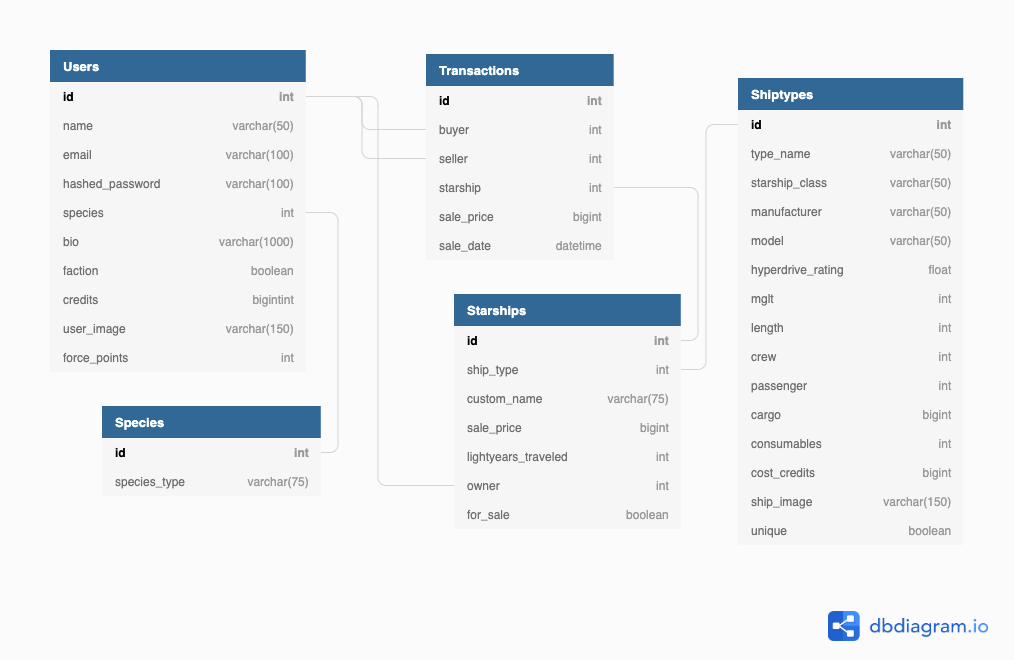 Users
id int
name varchar(50)
email varchar(100)
hashed_password varchar(100)
species int
bio varchar(1000)
faction boolean
credits bigintint
user_image varchar(150)
force_points int
Species
id int
species_type varchar(75)
Transactions
id int
buyer int
seller int
starship int
sale_price bigint
sale_date datetime
Starships
id int
ship_type int
custom_name varchar(75)
sale_price bigint
lightyears_traveled int
owner int
for_sale boolean
Shiptypes
id int
type_name varchar(50)
starship_class varchar(50)
manufacturer varchar(50)
model varchar(50)
hyperdrive_rating float
mglt int
length int
crew int
passenger int
cargo bigint
consumables int
cost_credits bigint
ship_image varchar(150)
unique boolean
dbdiagram.io